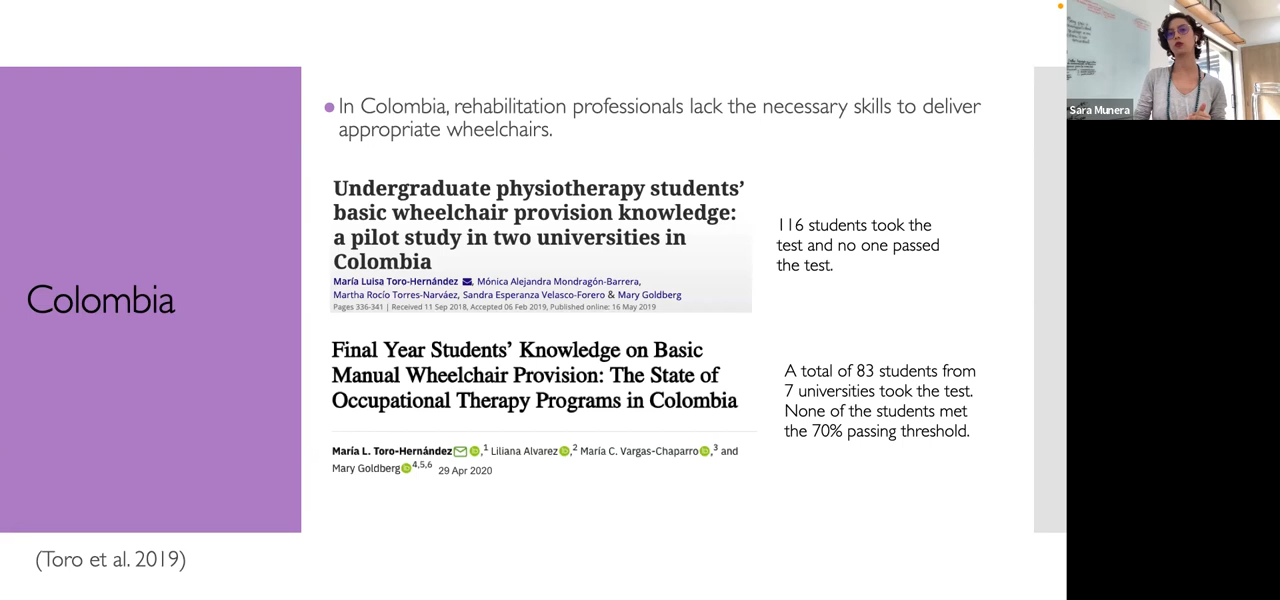 In Colombia, rehabilitation professionals lack the necessary skills to deliver
appropriate wheelchairs.
Undergraduate physiotherapy students’
basic wheelchair provision knowledge:
a pilot study in two universities in
Colombia
María Luisa Toro-Hernández, Mónica Alejandra Mondragón-Barrera,
Martha Rocío Torres-Narváez, Sandra Esperanza Velasco-Forero & Mary Goldberg
Pages 336-341 | Received 11 Sep 2018, Accepted 06 Feb 2019, Published online: 16 May 2019
116 students took the
test and no one passed
the test.
Colombia
Final Year Students’ Knowledge on Basic
Manual Wheelchair Provision: The State of
Occupational Therapy Programs in Colombia
María L. Toro-Hernández,1 Liliana Alvarez,2 María C. Vargas-Chaparro,3 and
Mary Goldberg4,5,6 29 Apr 2020
A total of 83 students from
7 universities took the test.
None of the students met
the 70% passing threshold.
(Toro et al. 2019)
Sara Munera